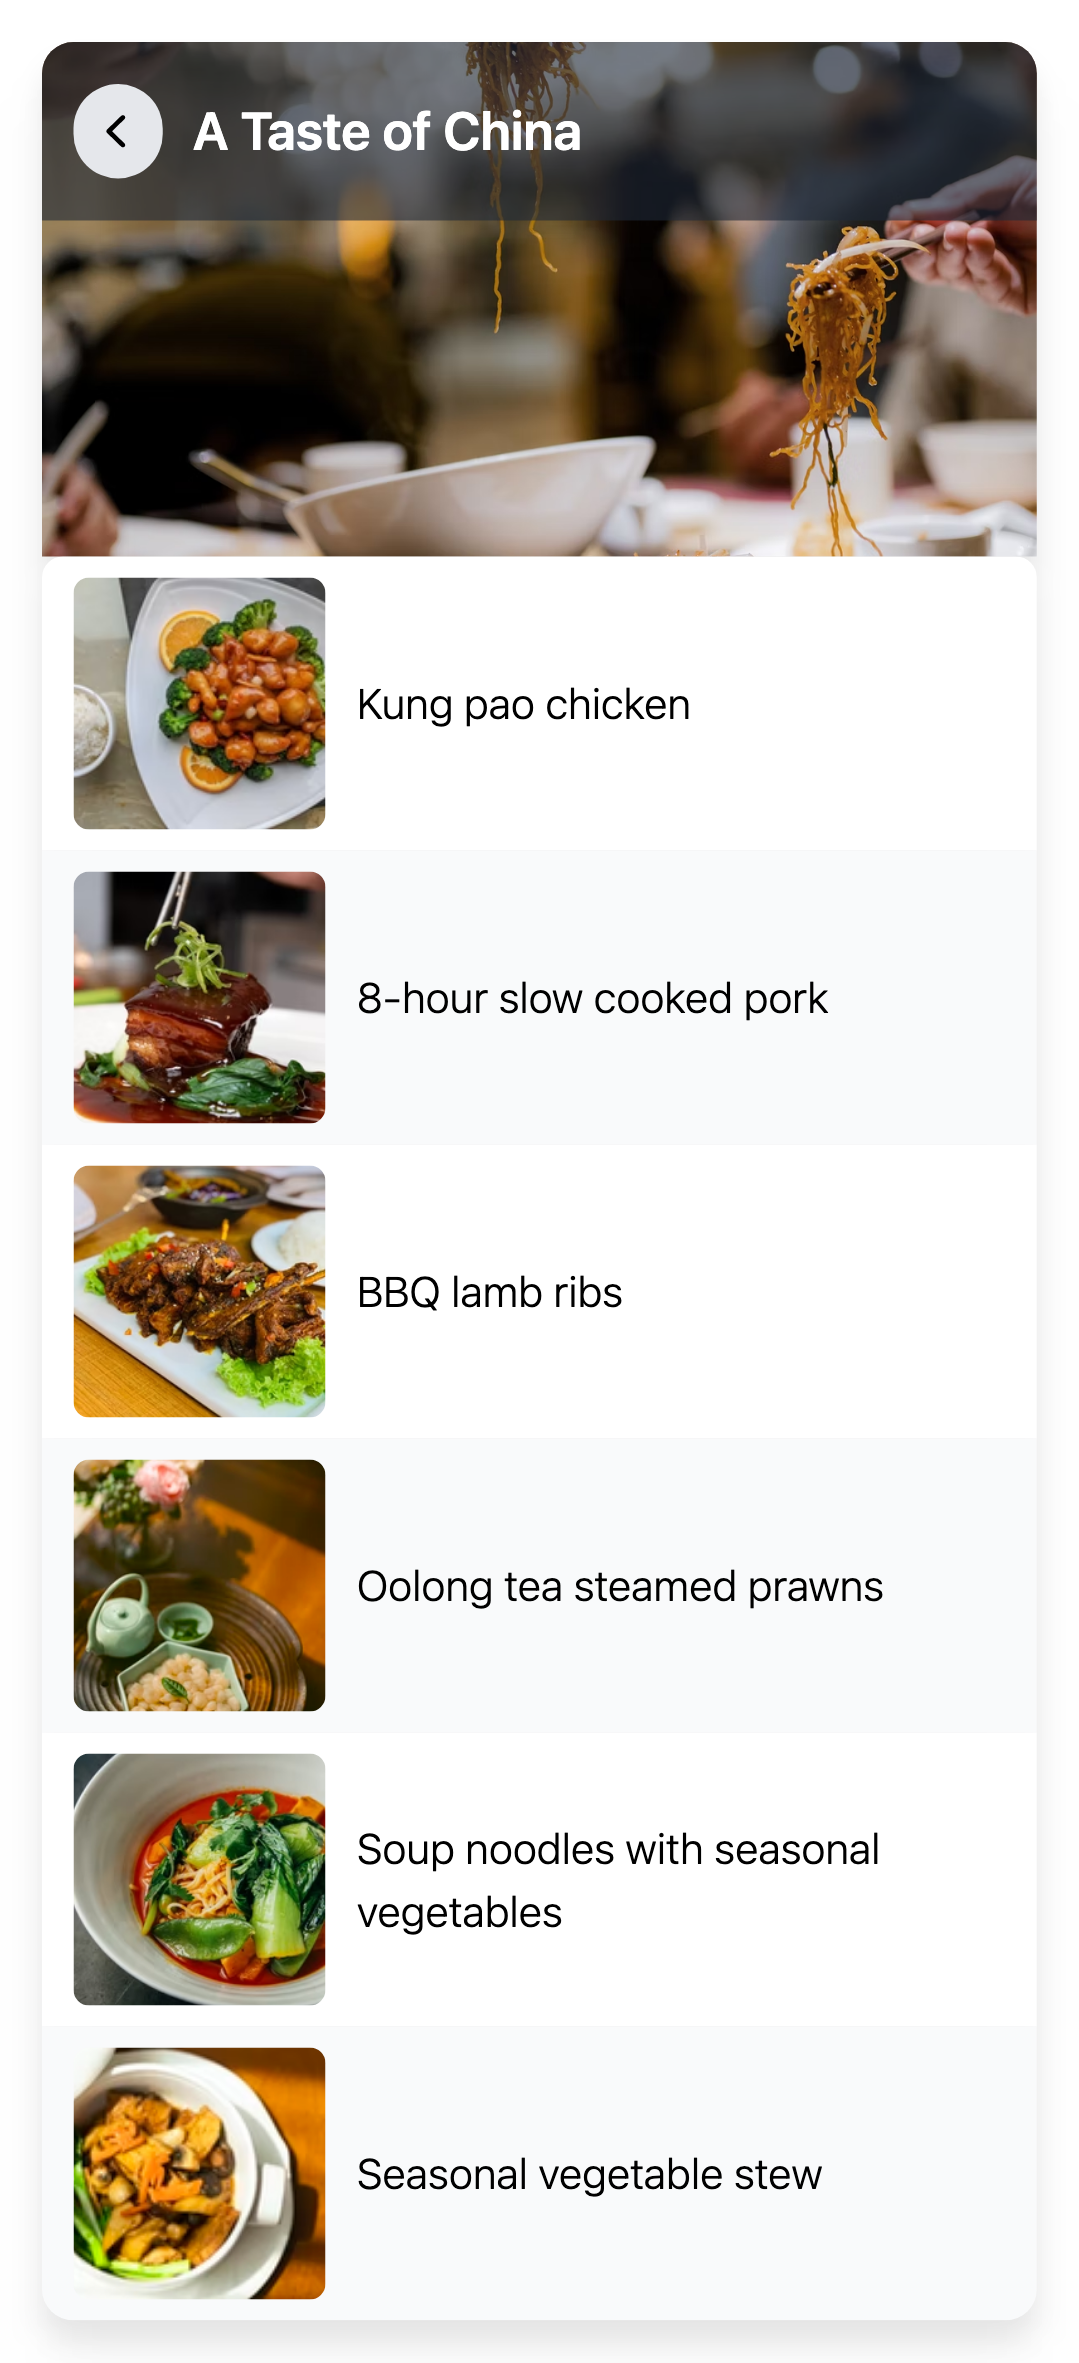 A Taste of China
Kung pao chicken
8-hour slow cooked pork
BBQ lamb ribs
Oolong tea steamed prawns
Soup noodles with seasonal
vegetables
Seasonal vegetable stew